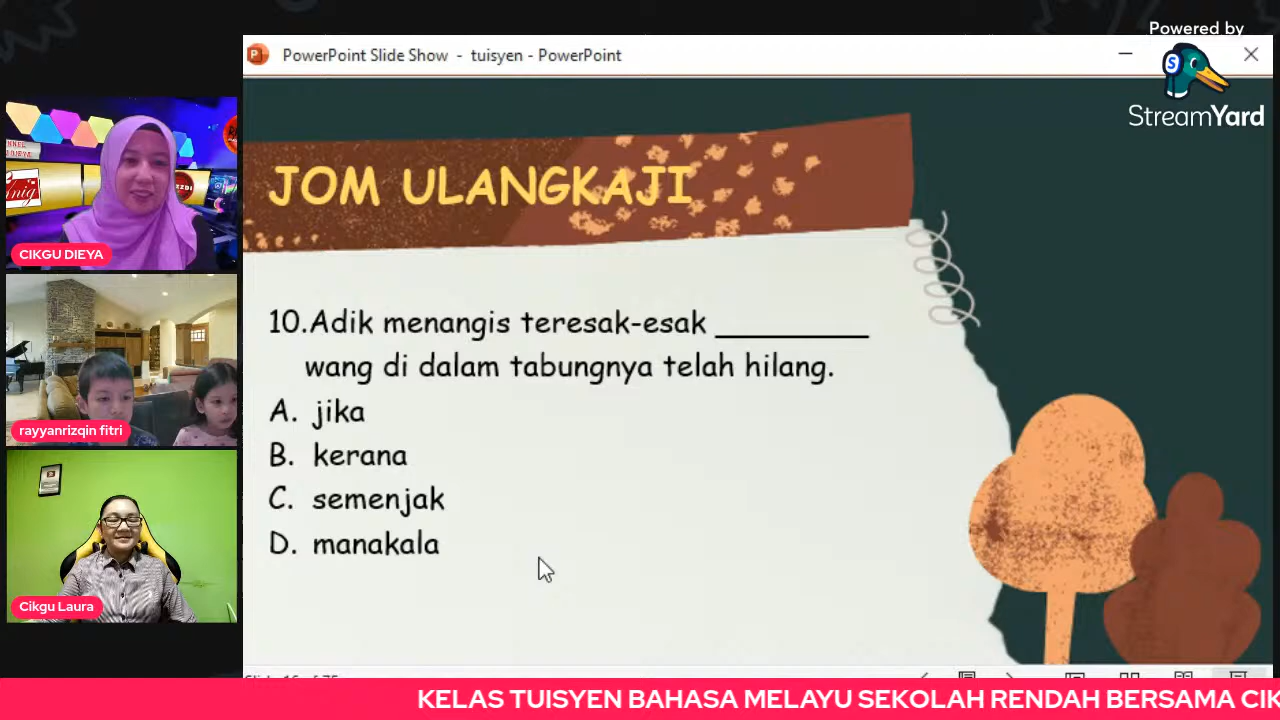 Powered by
StreamYard
PowerPoint Slide Show - tuisyen - PowerPoint
CIKGU DIEYA
rayyanrizqin fitri
Cikgu Laura
JOM ULANGKAJI
10.Adik menangis teresak-esak _________
wang di dalam tabungnya telah hilang.
A. jika
B. kerana
C. semenjak
D. manakala
KELAS TUISYEN BAHASA MELAYU SEKOLAH RENDAH BERSAMA CIK